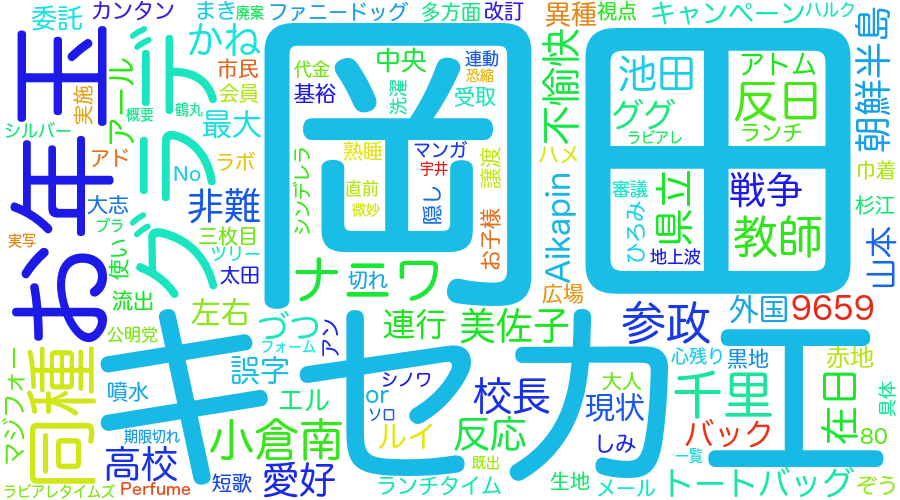 委託
カンタン
まき
廃案
ファニードッグ
多方面
改訂
異種
視点
キャンペーン
ハルク
お年玉
グラデ
かね
岡田
キセカエ
市民
会員
実施
アール
概要
鶴丸
最大
シルバー
アド
No
ラボ
大志
非難
ブラ
三枚目
ツリー
実写
使い
太田
流出
左右
公明党
代金
基裕
中央
洗濯
連動
恐縮
受取
熟睡
マンガ
宇井
シンデレラ
直前
微妙
隠し
譲渡
お子様
ナニワ
切れ
不愉快
ハメ
Aikapin
広場
池田
アトム
ググ
反日
ラビアレ
ランチ
審議
県立
戦争
ひろみ
教師
地上波
朝鮮半島
巾着
杉江
山本
外国
9659
同種
マジフォー
噴水
づつ
フォーム
アン
誤字
連行
美佐子
参政
心残り
黒地
赤地
エル
シノワ
or
ソロ
校長
大人
現状
千里
在日
具体
期限切れ
小倉南
ルイ
反応
しみ
バック
80
高校
短歌
愛好
既出
一覧
ラビアレタイムズ
Perfume
ランチタイム
生地
メール
トートバッグ
ぞう